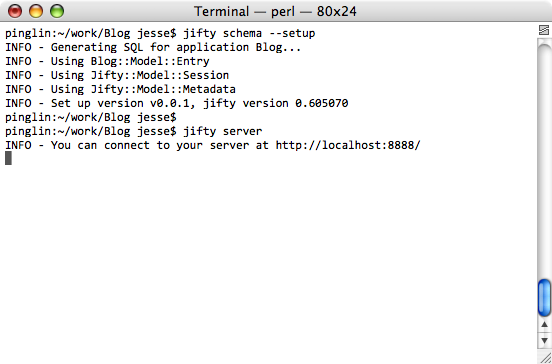 Terminal — perl — 80x24
pinglin:~/work/Blog jesse$ jifty schema --setup
INFO - Generating SQL for application Blog...
INFO - Using Blog::Model::Entry
INFO - Using Jifty::Model::Session
INFO - Using Jifty::Model::Metadata
INFO - Set up version v0.0.1, jifty version 0.605070
pinglin:~/work/Blog jesse$
pinglin:~/work/Blog jesse$ jifty server
INFO - You can connect to your server at http://localhost:8888/